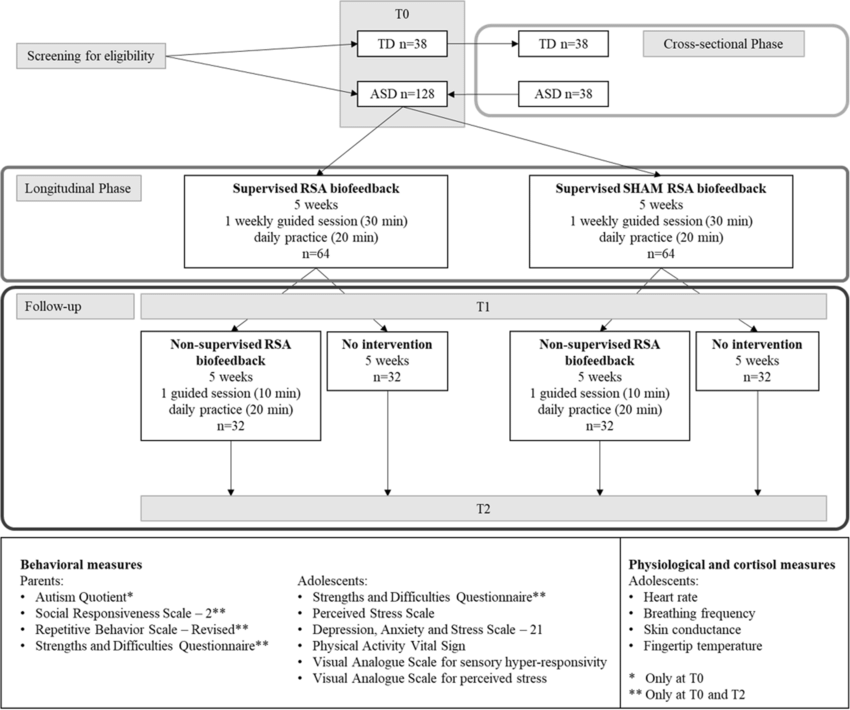 T0
Screening for eligibility
TD n=38
TD n=38
Cross-sectional Phase
ASD n=128
ASD n=38
Longitudinal Phase
Supervised RSA biofeedback
5 weeks
1 weekly guided session (30 min)
daily practice (20 min)
n=64
Supervised SHAM RSA biofeedback
5 weeks
1 weekly guided session (30 min)
daily practice (20 min)
n=64
Follow-up
T1
Non-supervised RSA
biofeedback
5 weeks
1 guided session (10 min)
daily practice (20 min)
n=32
No intervention
5 weeks
n=32
Non-supervised RSA
biofeedback
5 weeks
1 guided session (10 min)
daily practice (20 min)
n=32
No intervention
5 weeks
n=32
T2
Behavioral measures
Parents:
• Autism Quotient*
• Social Responsiveness Scale – 2**
• Repetitive Behavior Scale – Revised**
• Strengths and Difficulties Questionnaire**
Adolescents:
• Strengths and Difficulties Questionnaire**
• Perceived Stress Scale
• Depression, Anxiety and Stress Scale – 21
• Physical Activity Vital Sign
• Visual Analogue Scale for sensory hyper-responsivity
• Visual Analogue Scale for perceived stress
Physiological and cortisol measures
Adolescents:
• Heart rate
• Breathing frequency
• Skin conductance
• Fingertip temperature
* Only at T0
** Only at T0 and T2